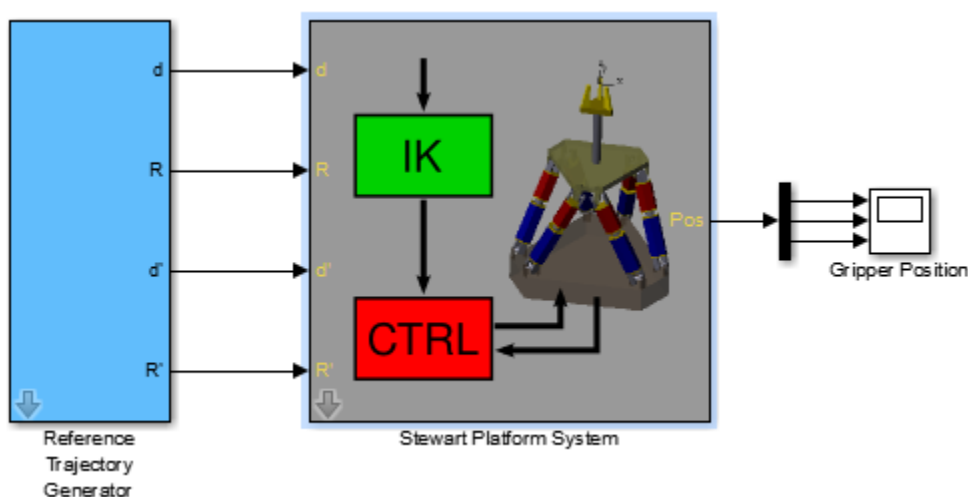 d
R
d'
R'
Reference
Trajectory
Generator
d
R
d'
R'
IK
CTRL
Pos
Stewart Platform System
Gripper Position